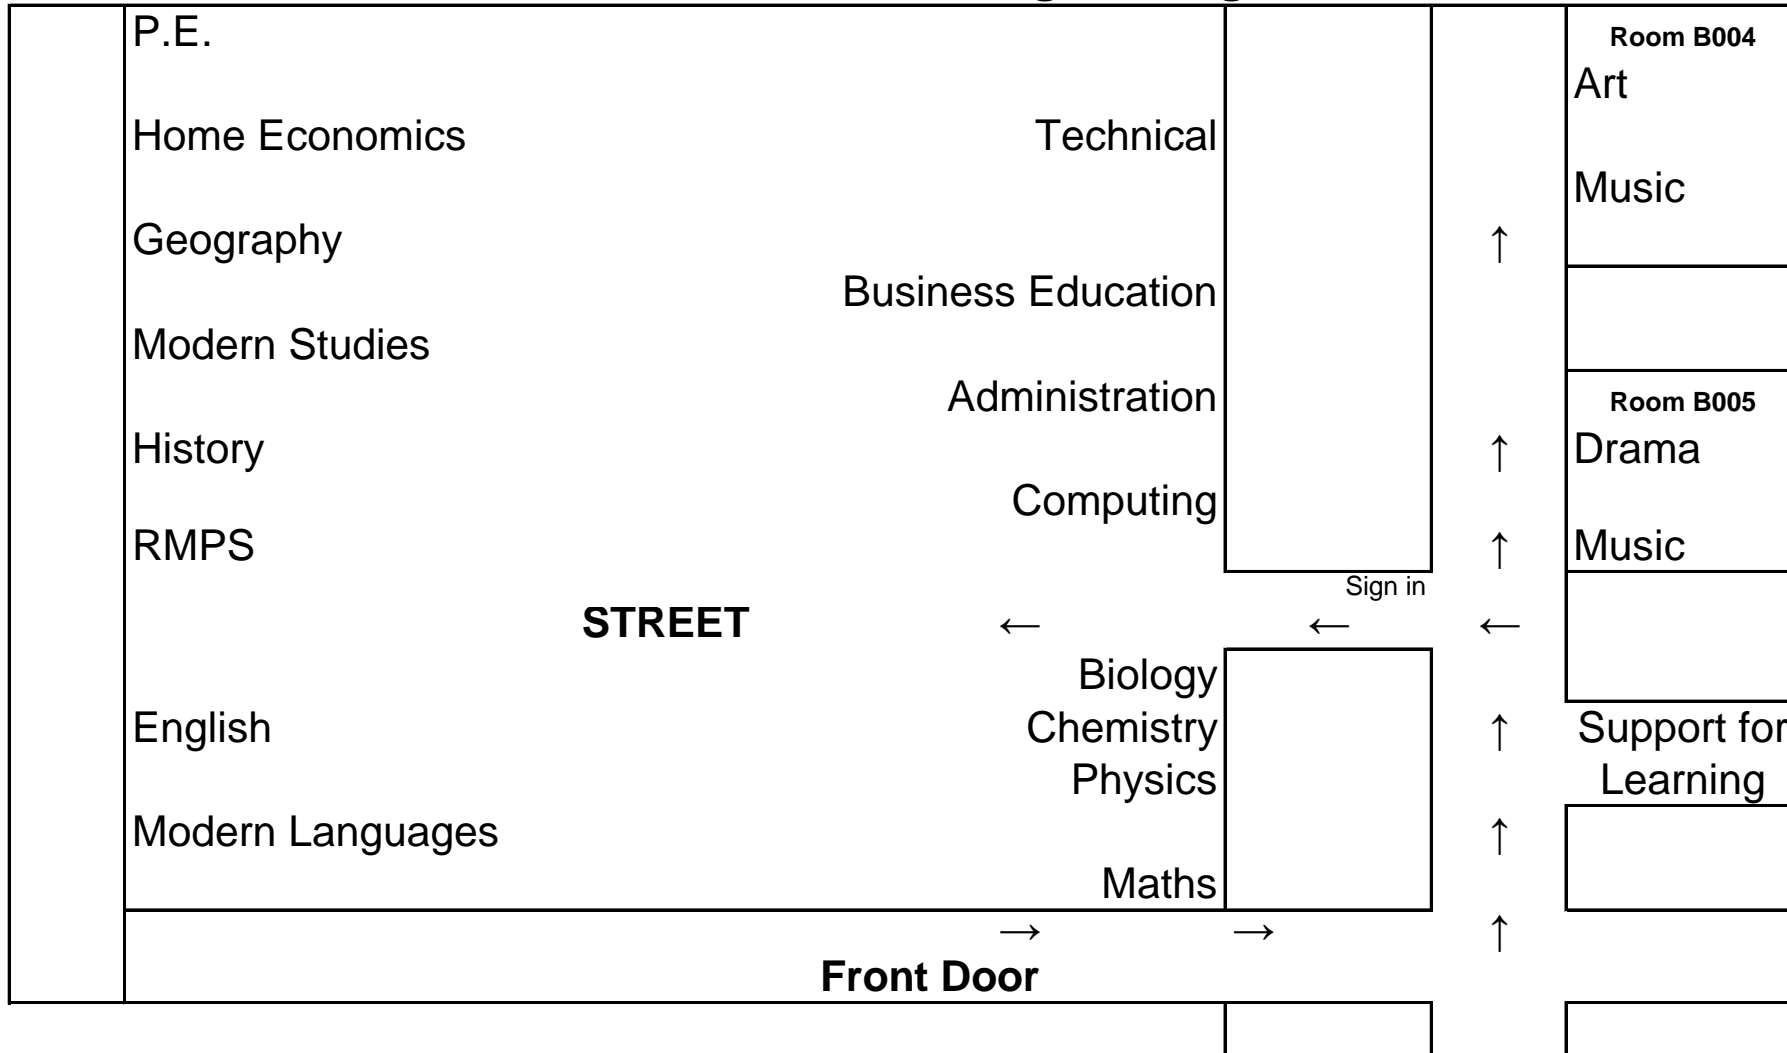 P.E.
Room B004
Art
Home Economics Technical
Music
Geography ↑
Business Education
Modern Studies
Administration Room B005
History ↑ Drama
Computing
RMPS ↑ Music
Sign in
STREET ← ← ←
Biology
English Chemistry ↑ Support for
Physics Learning
Modern Languages ↑
Maths
→ → ↑
Front Door